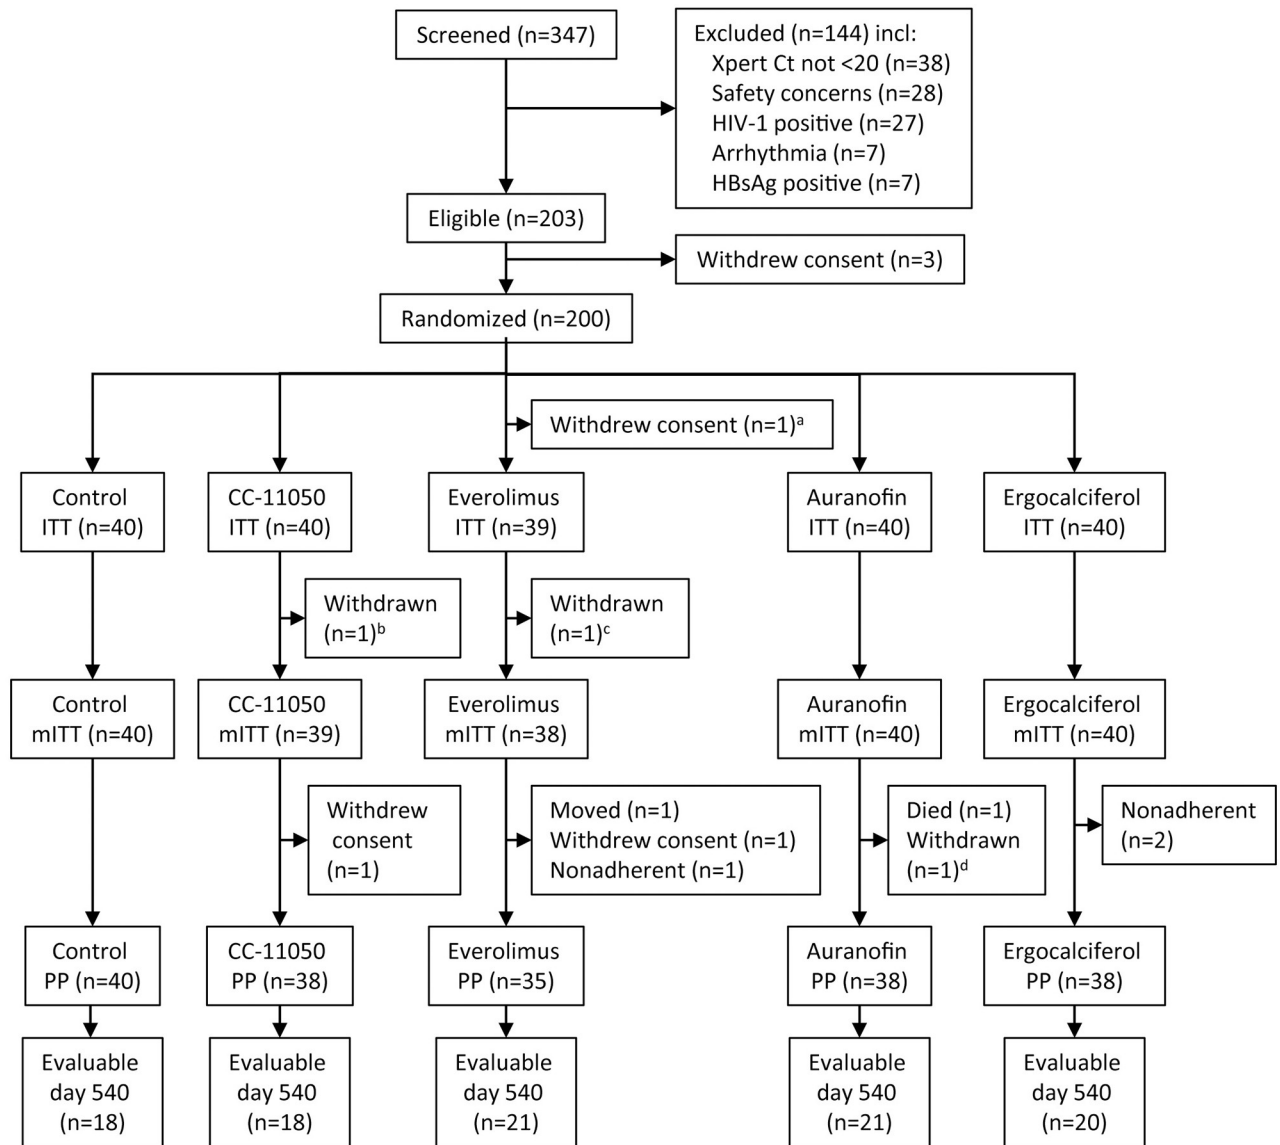 Screened (n=347)
Excluded (n=144) incl:
Xpert Ct not <20 (n=38)
Safety concerns (n=28)
HIV-1 positive (n=27)
Arrhythmia (n=7)
HBsAg positive (n=7)
Eligible (n=203)
Withdrew consent (n=3)
Randomized (n=200)
Withdrew consent (n=1)ᵃ
Control
ITT (n=40)
CC-11050
ITT (n=40)
Everolimus
ITT (n=39)
Auranofin
ITT (n=40)
Ergocalciferol
ITT (n=40)
Withdrawn
(n=1)ᵇ
Withdrawn
(n=1)ᶜ
Control
mITT (n=40)
CC-11050
mITT (n=39)
Everolimus
mITT (n=38)
Auranofin
mITT (n=40)
Ergocalciferol
mITT (n=40)
Withdrew
consent
(n=1)
Moved (n=1)
Withdrew consent (n=1)
Nonadherent (n=1)
Died (n=1)
Withdrawn
(n=1)ᵈ
Nonadherent
(n=2)
Control
PP (n=40)
CC-11050
PP (n=38)
Everolimus
PP (n=35)
Auranofin
PP (n=38)
Ergocalciferol
PP (n=38)
Evaluable
day 540
(n=18)
Evaluable
day 540
(n=18)
Evaluable
day 540
(n=21)
Evaluable
day 540
(n=21)
Evaluable
day 540
(n=20)